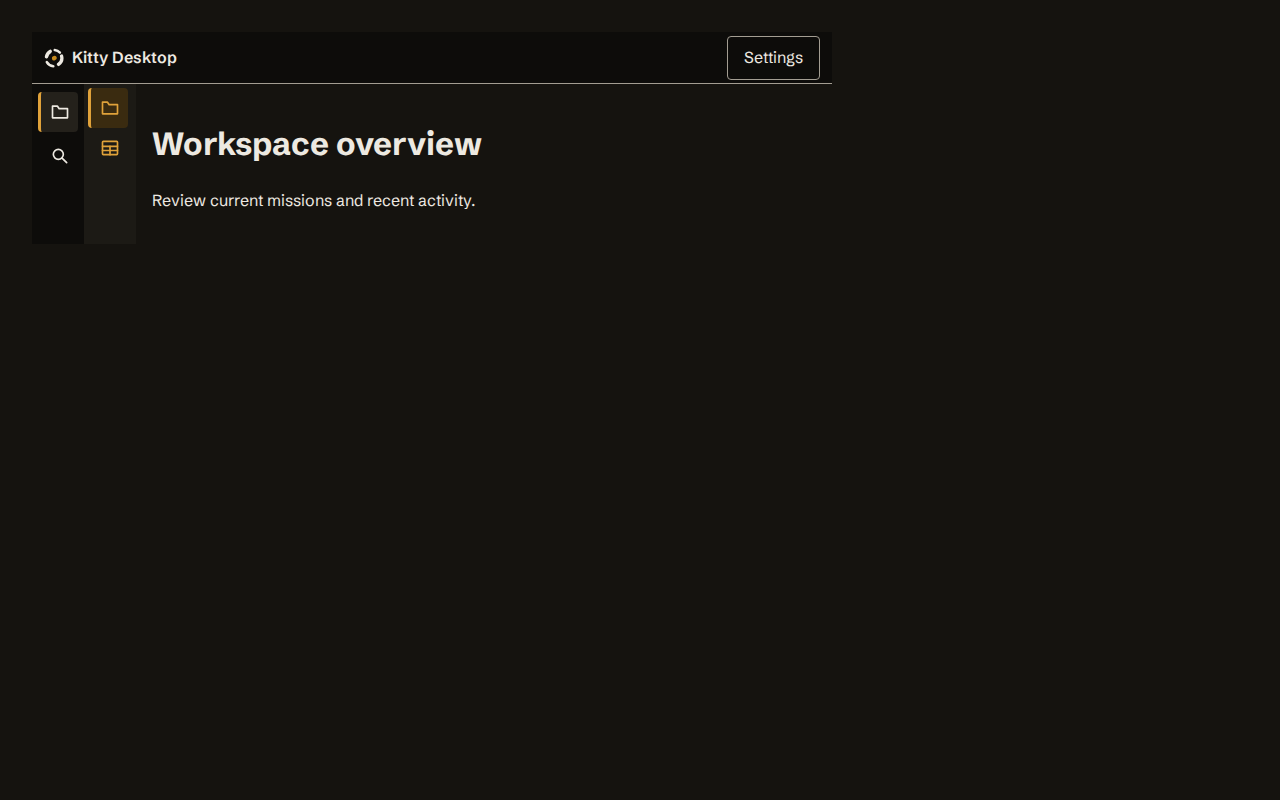 Kitty Desktop
Settings
Workspace overview
Review current missions and recent activity.